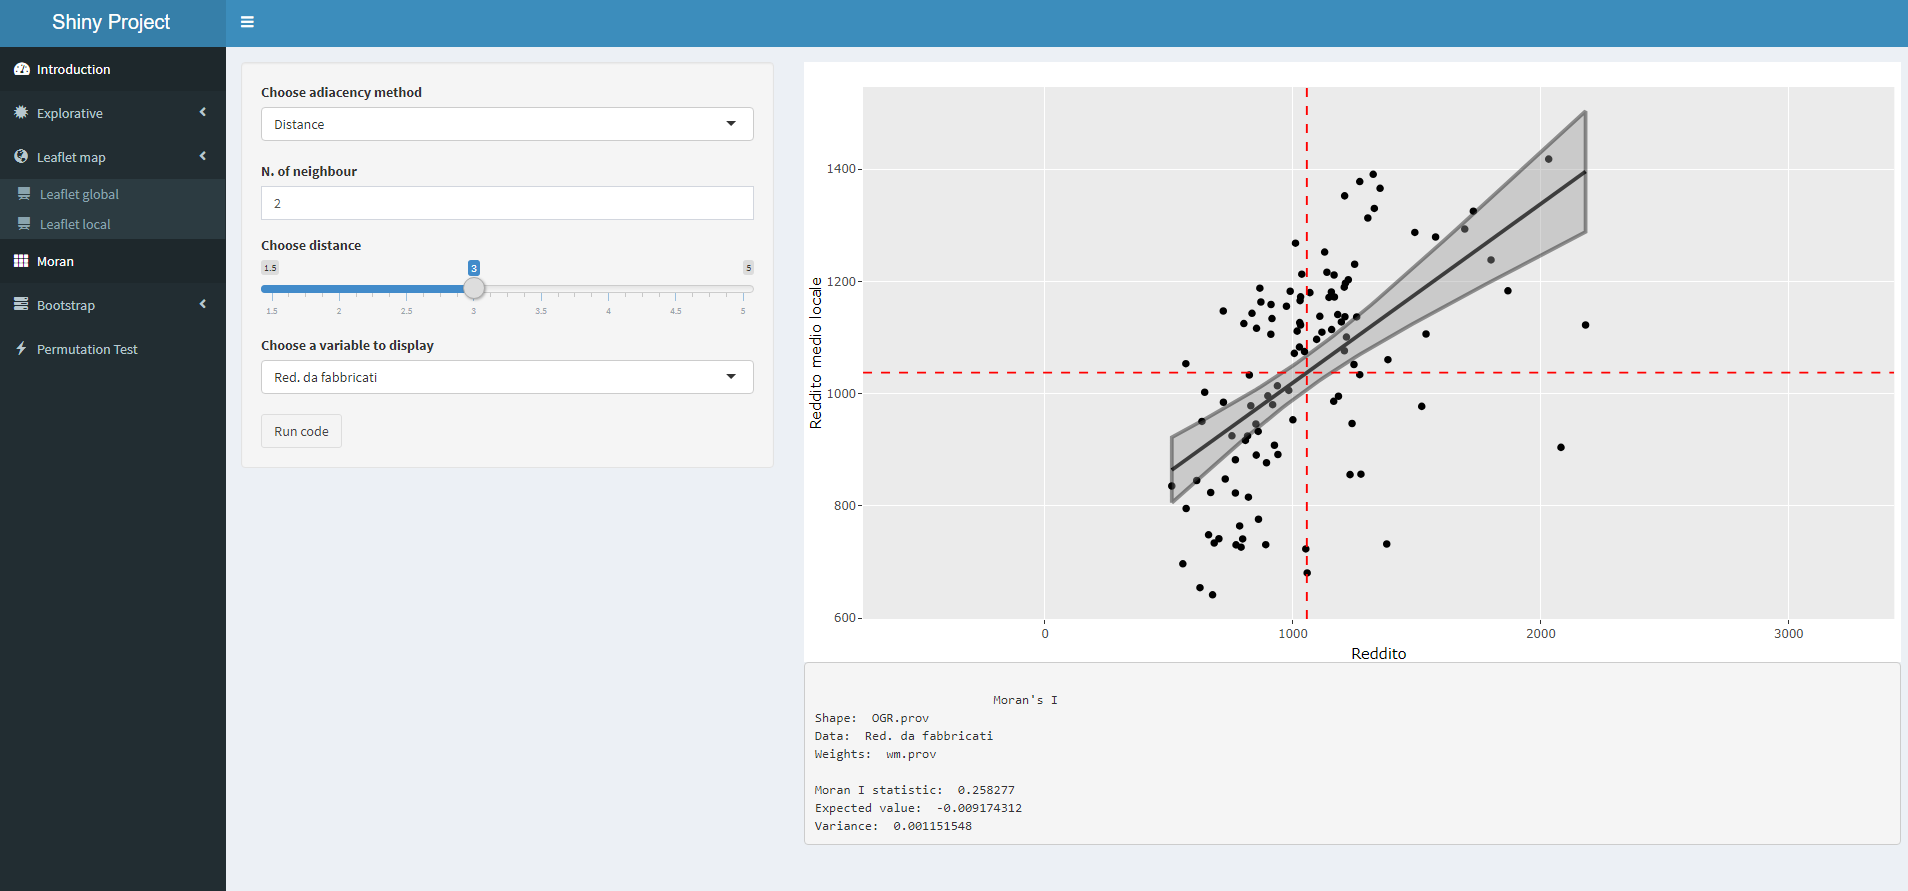 Shiny Project
Introduction
Explorative
Leaflet map
Leaflet global
Leaflet local
Moran
Bootstrap
Permutation Test
Choose adiacency method
Distance
N. of neighbour
2
Choose distance
1.5 3 5
1.5 2 2.5 3 3.5 4 4.5 5
Choose a variable to display
Red. da fabbricati
Run code
Reddito medio locale
1400
1200
1000
800
600
0 1000 2000 3000
Reddito
Moran's I
Shape: OGR.prov
Data: Red. da fabbricati
Weights: wm.prov
Moran I statistic: 0.258277
Expected value: -0.009174312
Variance: 0.001151548